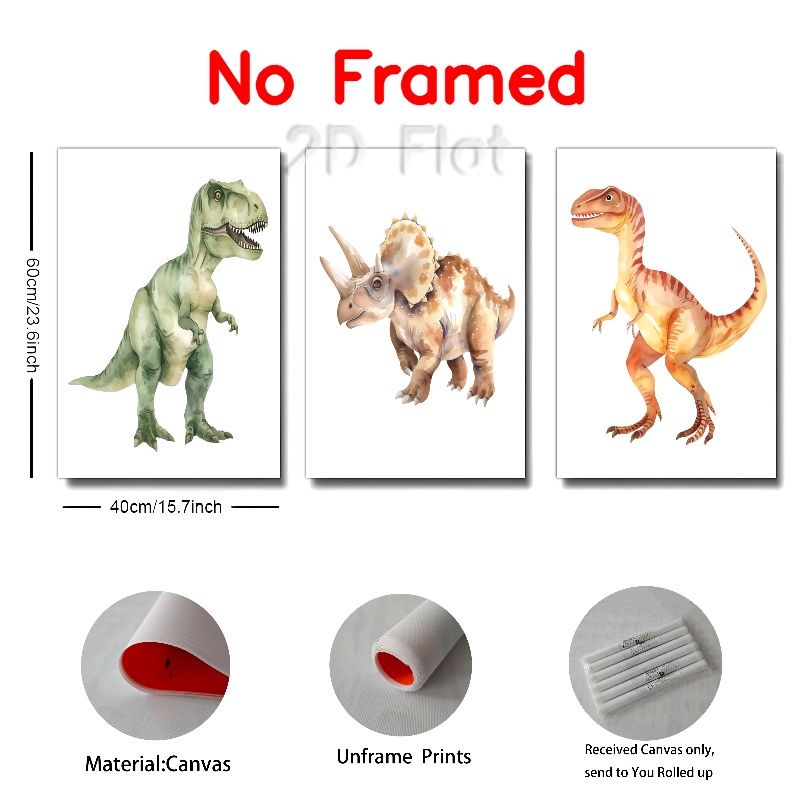 No Framed
2D Flat
60cm/23.6inch
40cm/15.7inch
Material:Canvas
Unframe Prints
Received Canvas only,
send to You Rolled up